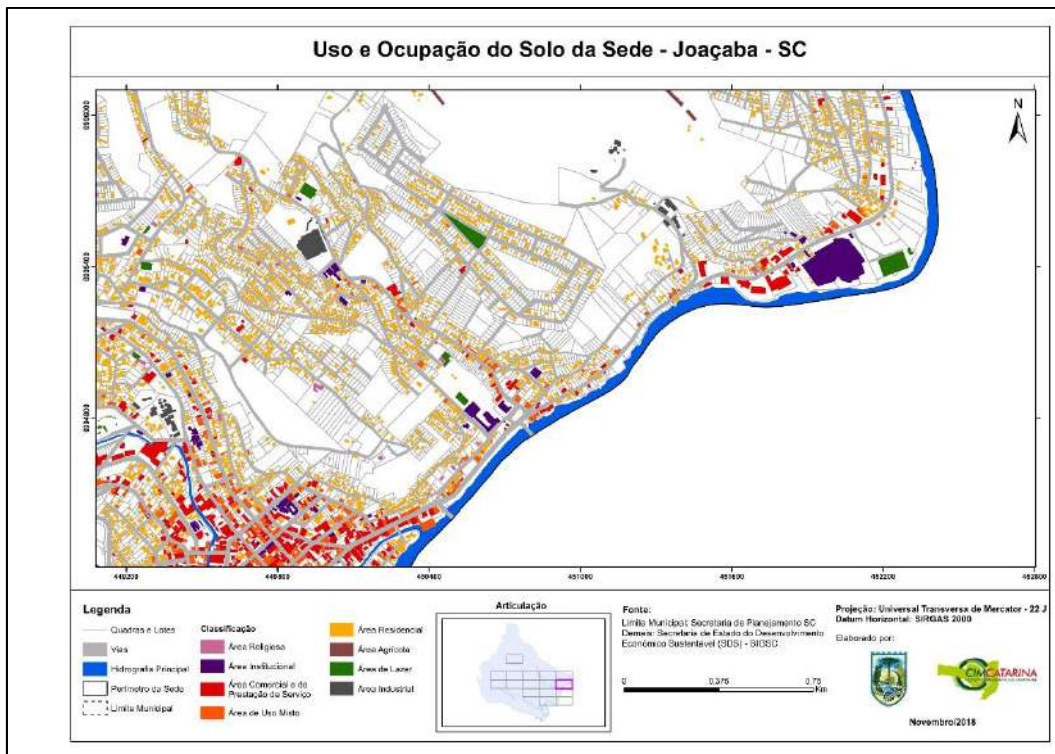 Uso e Ocupação do Solo da Sede - Joaçaba - SC
N
449200
449800
450400
451000
451600
452200
452800
Legenda
Quadras e Lotes
Vias
Hidrografia Principal
Perímetro da Sede
Limite Municipal
Classificação
Área Religiosa
Área Institucional
Área Comercial e de
Prestação de Serviço
Área de Uso Misto
Área Residencial
Área Agrícola
Área de Lazer
Área Industrial
Articulação
Fonte:
Limite Municipal: Secretaria de Planejamento SC
Demais: Secretaria de Estado do Desenvolvimento
Econômico Sustentável (SDS) - SIGSC
0 0,375 0,75
Km
Projeção: Universal Transversa de Mercator - 22 J
Datum Horizontal: SIRGAS 2000
Elaborado por:
CIMCATARINA
Novembro/2018